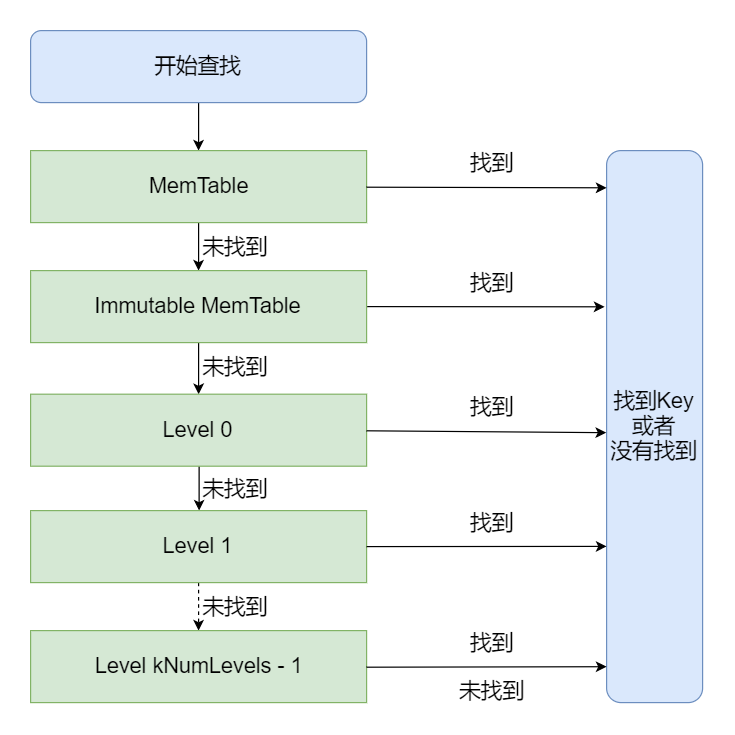 开始查找
MemTable
找到
未找到
Immutable MemTable
找到
未找到
Level 0
找到
未找到
Level 1
找到
未找到
Level kNumLevels - 1
找到
未找到
找到Key
或者
没有找到